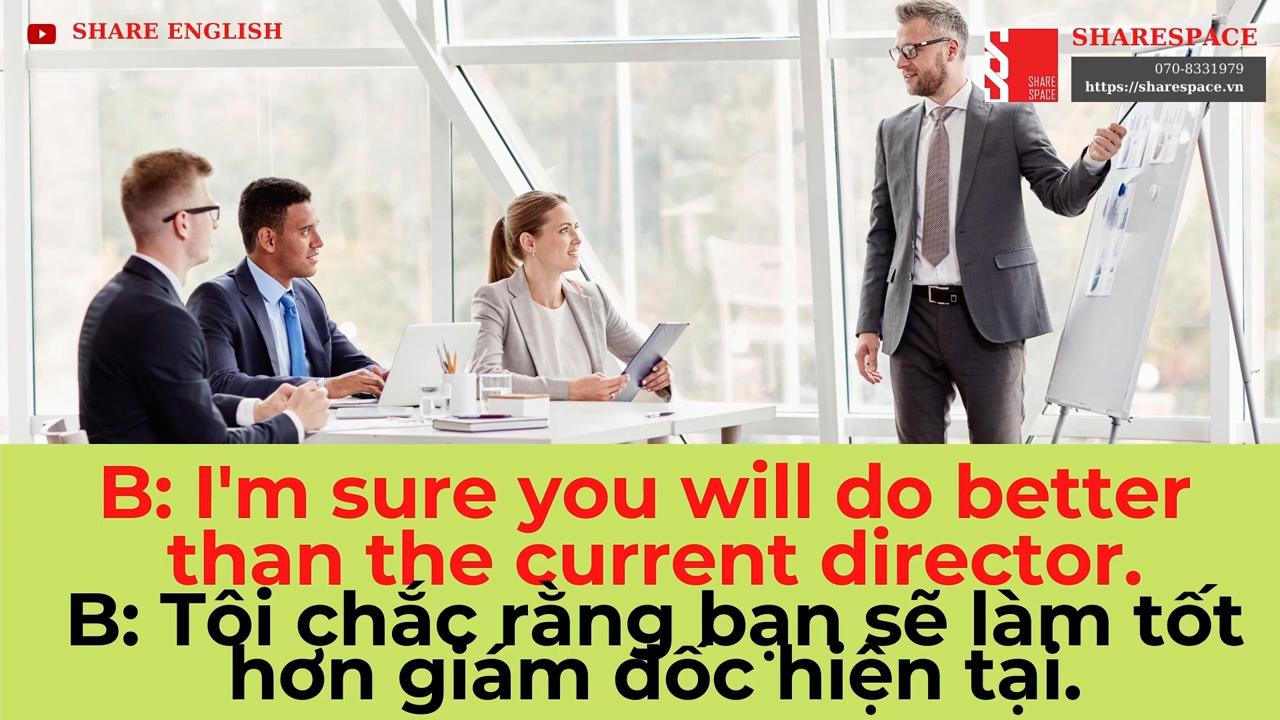 SHARE ENGLISH
SHARESPACE
070-8331979
https://sharespace.vn
SHARE
SPACE
B: I'm sure you will do better
than the current director.
B: Tôi chắc rằng bạn sẽ làm tốt
hơn giám đốc hiện tại.